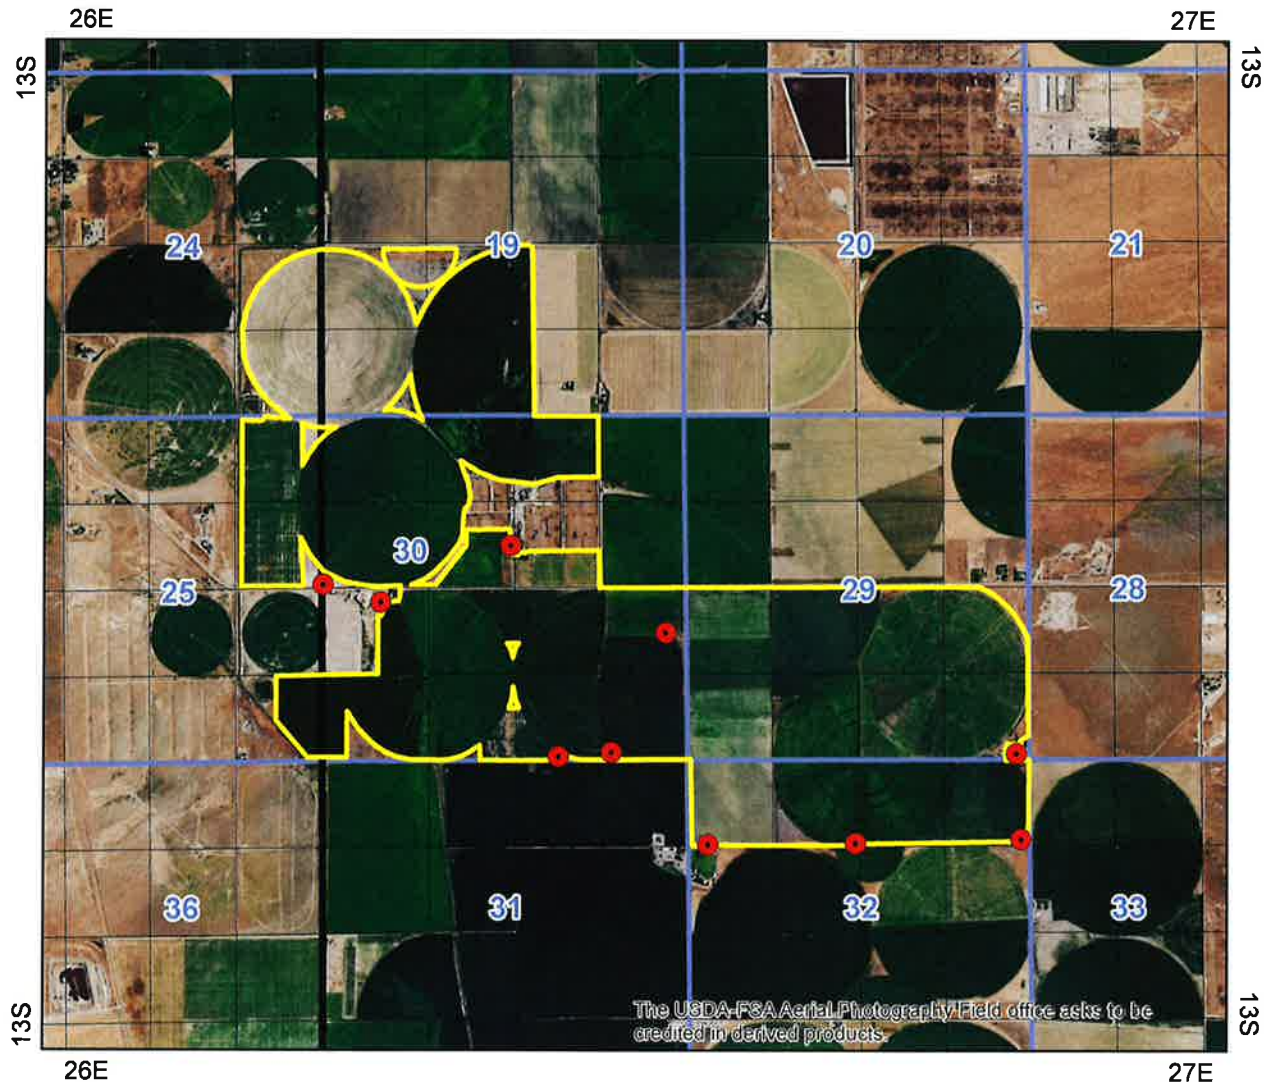 26E 27E
13S 13S
24 19 20 21
30
25 29 28
36 31 32 33
The USDA-FSA Aerial Photography Field office asks to be
credited in derived products.
13S 13S
26E 27E